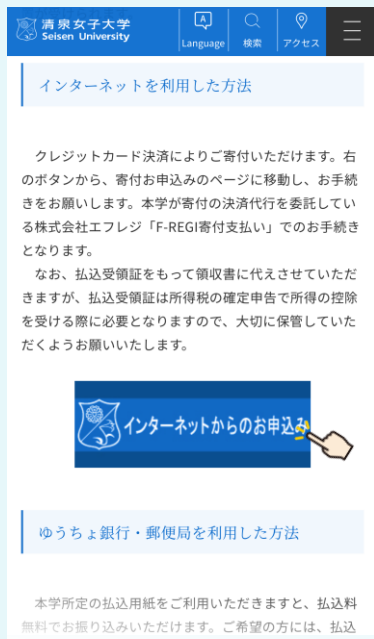 清泉女子大学
Seisen University
Language
検索
アクセス
インターネットを利用した方法
クレジットカード決済によりご寄付いただけます。右
のボタンから、寄付お申込みのページに移動し、お手続
きをお願いします。本学が寄付の決済代行を委託してい
る株式会社エフレジ「F-REGI寄付支払い」でのお手続き
となります。
なお、払込受領証をもって領収書に代えさせていただ
きますが、払込受領証は所得税の確定申告で所得の控除
を受ける際に必要となりますので、大切に保管していた
だくようお願いいたします。
インターネットからのお申込み
ゆうちょ銀行・郵便局を利用した方法
本学所定の払込用紙をご利用いただきますと、払込料
無料でお振り込みいただけます。ご希望の方には、払込